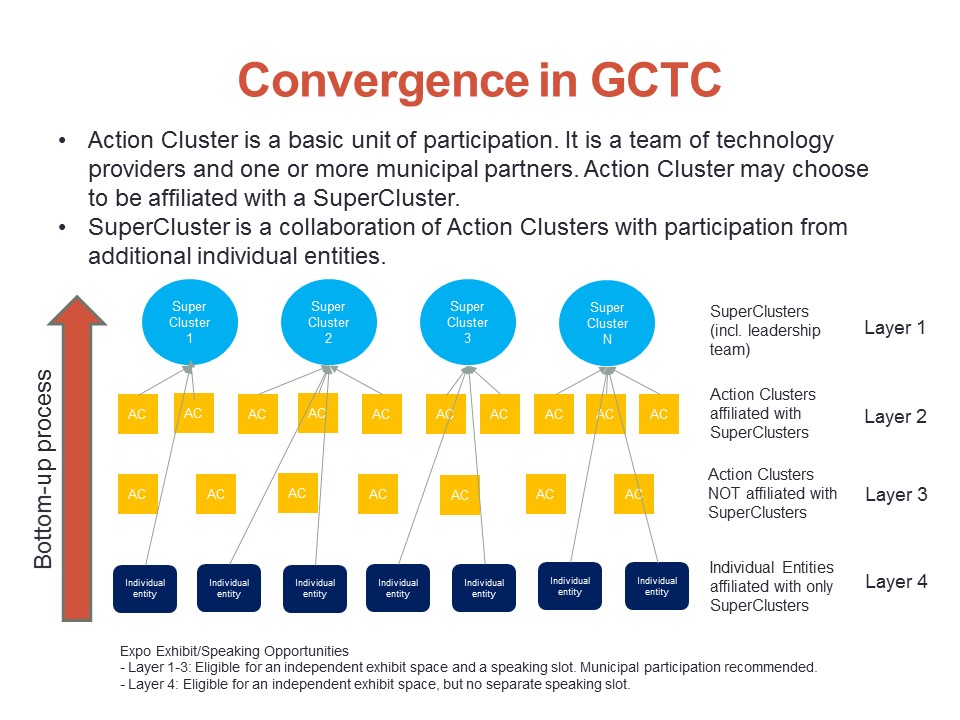 Convergence in GCTC
• Action Cluster is a basic unit of participation. It is a team of technology
providers and one or more municipal partners. Action Cluster may choose
to be affiliated with a SuperCluster.
• SuperCluster is a collaboration of Action Clusters with participation from
additional individual entities.
Bottom-up process
Super
Cluster
1
Super
Cluster
2
Super
Cluster
3
Super
Cluster
N
SuperClusters
(incl. leadership
team)
Layer 1
AC
AC
AC
AC
AC
AC
AC
AC
AC
AC
Action Clusters
affiliated with
SuperClusters
Layer 2
AC
AC
AC
AC
AC
AC
AC
Action Clusters
NOT affiliated with
SuperClusters
Layer 3
Individual
entity
Individual
entity
Individual
entity
Individual
entity
Individual
entity
Individual
entity
Individual
entity
Individual Entities
affiliated with only
SuperClusters
Layer 4
Expo Exhibit/Speaking Opportunities
- Layer 1-3: Eligible for an independent exhibit space and a speaking slot. Municipal participation recommended.
- Layer 4: Eligible for an independent exhibit space, but no separate speaking slot.